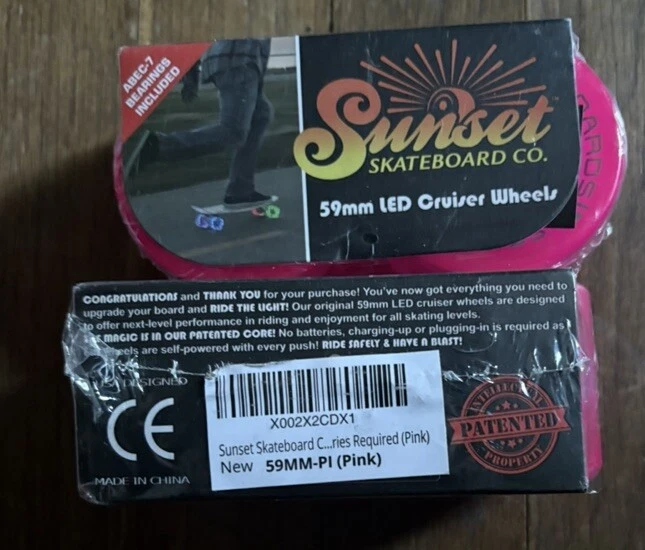 ABEC-7
BEARINGS
INCLUDED
Sunset
SKATEBOARD CO.
59mm LED Cruiser Wheels
CONGRATULATIONS and THANK YOU for your purchase! You've now got everything you need to
upgrade your board and RIDE THE LIGHT! Our original 59mm LED cruiser wheels are designed
to offer next-level performance in riding and enjoyment for all skating levels.
MAGIC IS IN OUR PATENTED CORE! No batteries, charging-up or plugging-in is required as
wheels are self-powered with every push! RIDE SAFELY & HAVE A BLAST!
DESIGNED
CE
MADE IN CHINA
X002X2CDX1
Sunset Skateboard C...ries Required (Pink)
New 59MM-PI (Pink)
INTELLECTUAL
PATENTED
PROPERTY